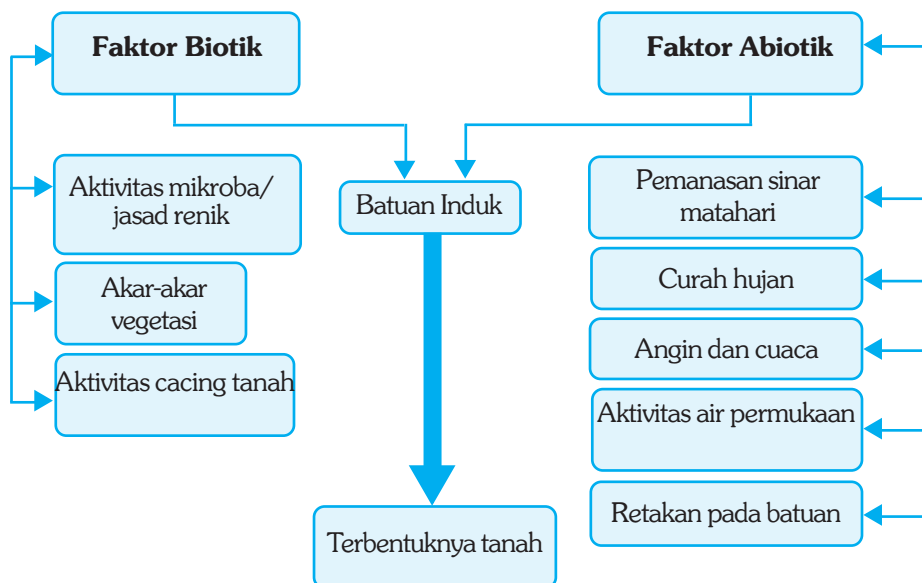 Faktor Biotik
Faktor Abiotik
Aktivitas mikroba/
jasad renik
Akar-akar
vegetasi
Aktivitas cacing tanah
Batuan Induk
Terbentuknya tanah
Pemanasan sinar
matahari
Curah hujan
Angin dan cuaca
Aktivitas air permukaan
Retakan pada batuan